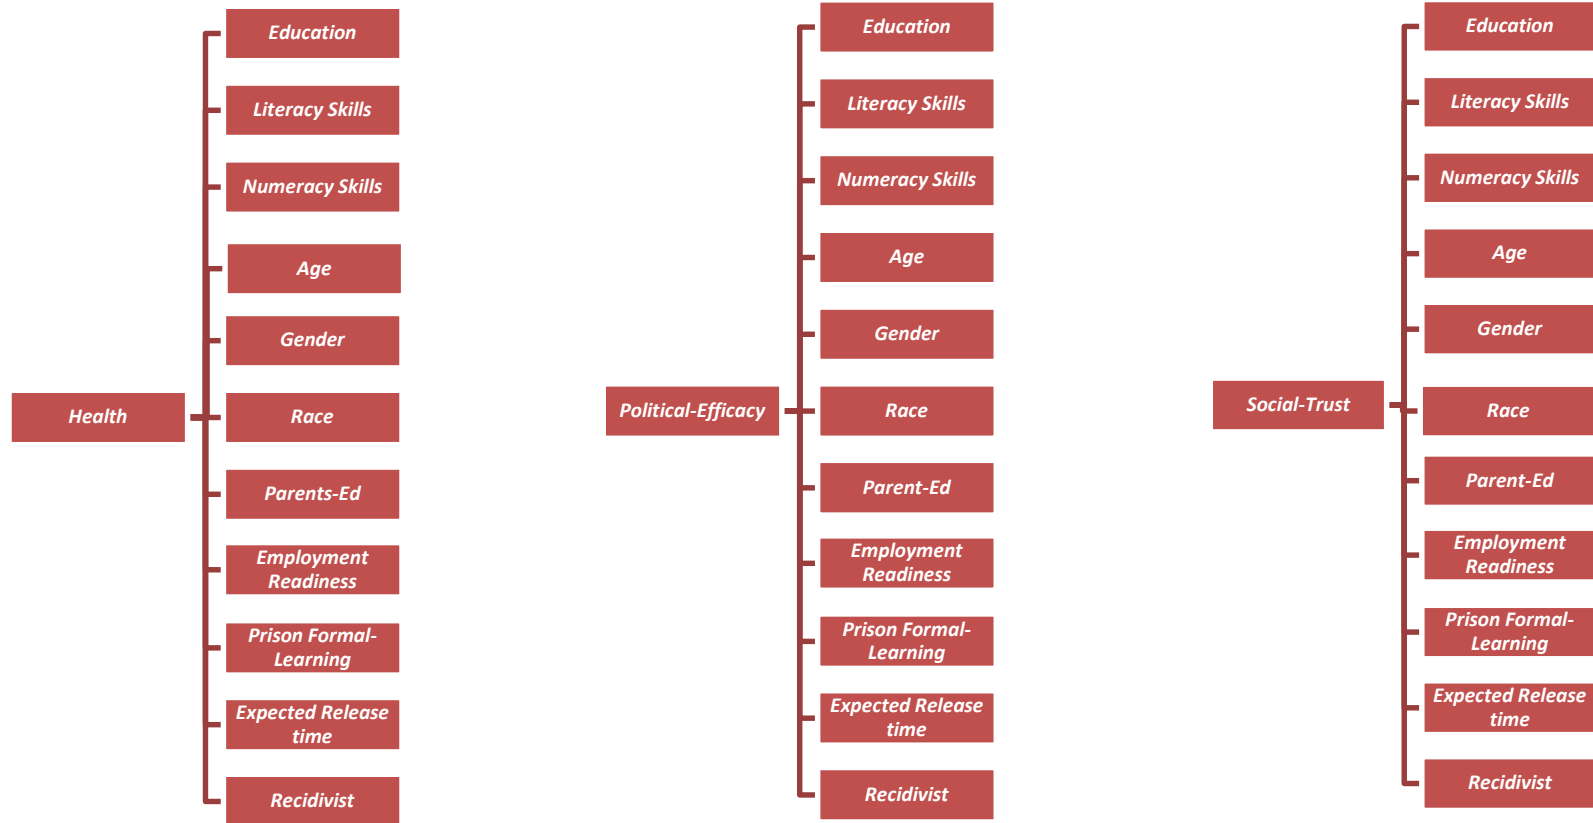 Health
Education
Literacy Skills
Numeracy Skills
Age
Gender
Race
Parents-Ed
Employment
Readiness
Prison Formal-
Learning
Expected Release
time
Recidivist
Political-Efficacy
Education
Literacy Skills
Numeracy Skills
Age
Gender
Race
Parent-Ed
Employment
Readiness
Prison Formal-
Learning
Expected Release
time
Recidivist
Social-Trust
Education
Literacy Skills
Numeracy Skills
Age
Gender
Race
Parent-Ed
Employment
Readiness
Prison Formal-
Learning
Expected Release
time
Recidivist